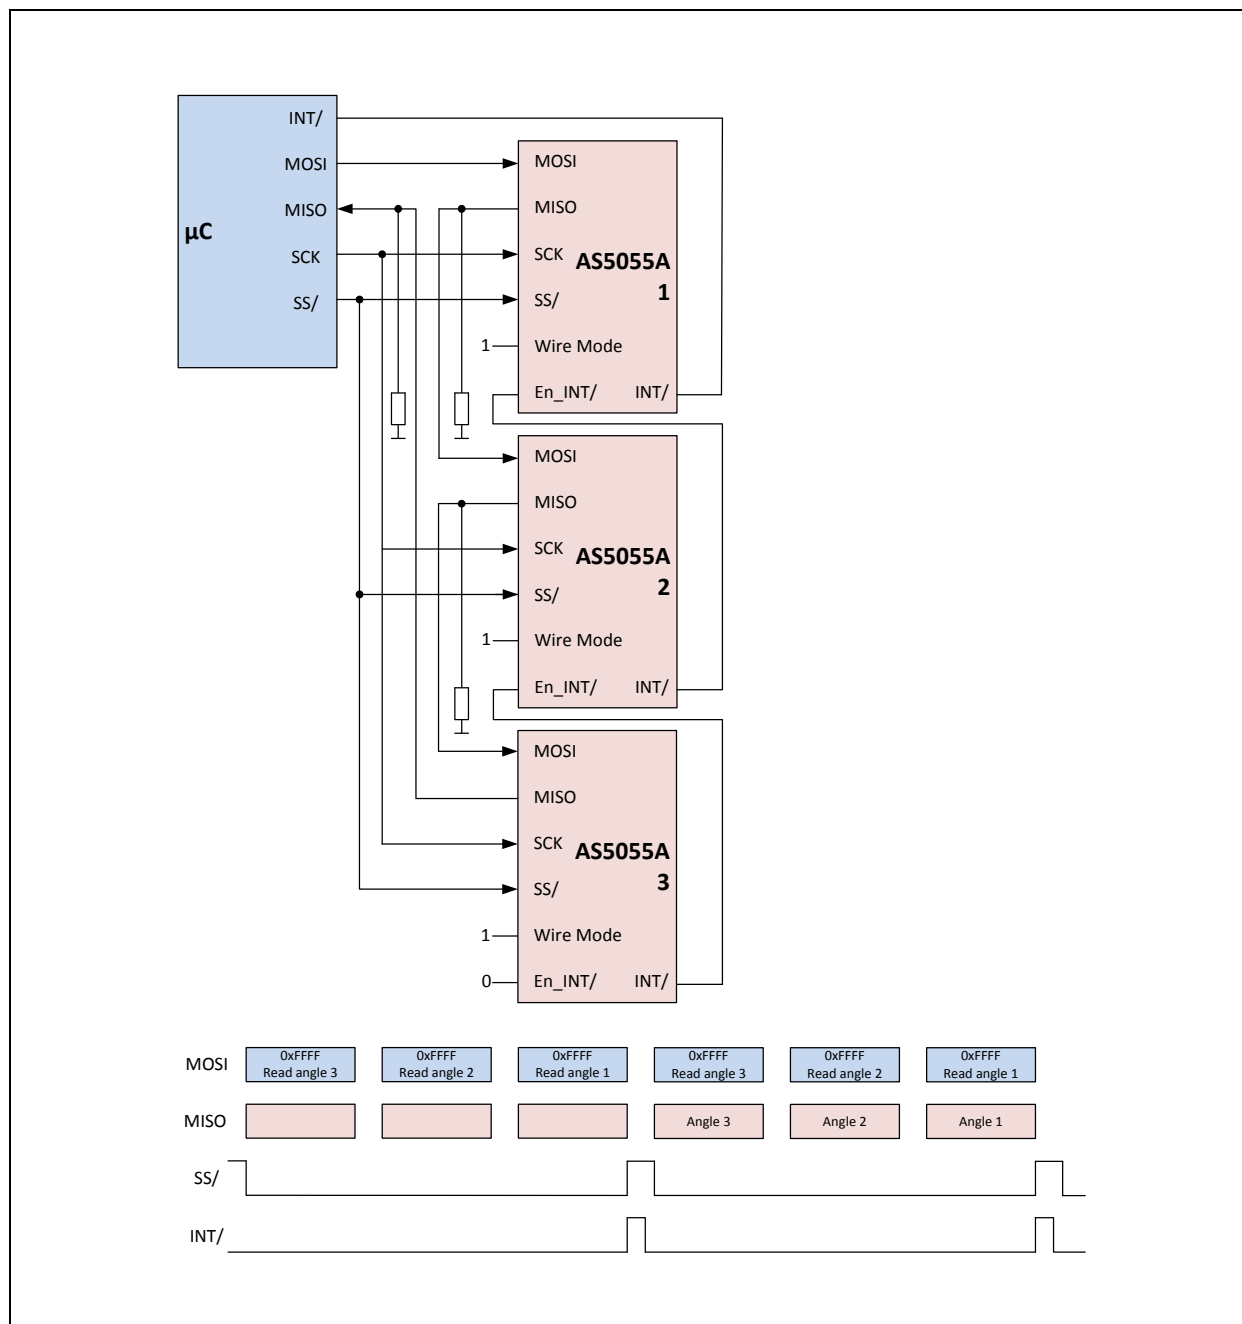 INT/
MOSI
MISO
µC
SCK
SS/
MOSI
MISO
SCK
AS5055A
1
SS/
1
Wire Mode
En_INT/
INT/
MOSI
MISO
SCK
AS5055A
2
SS/
1
Wire Mode
En_INT/
INT/
MOSI
MISO
SCK
AS5055A
3
SS/
1
Wire Mode
0
En_INT/
INT/
MOSI
0xFFFF
Read angle 3
0xFFFF
Read angle 2
0xFFFF
Read angle 1
0xFFFF
Read angle 3
0xFFFF
Read angle 2
0xFFFF
Read angle 1
MISO
Angle 3
Angle 2
Angle 1
SS/
INT/